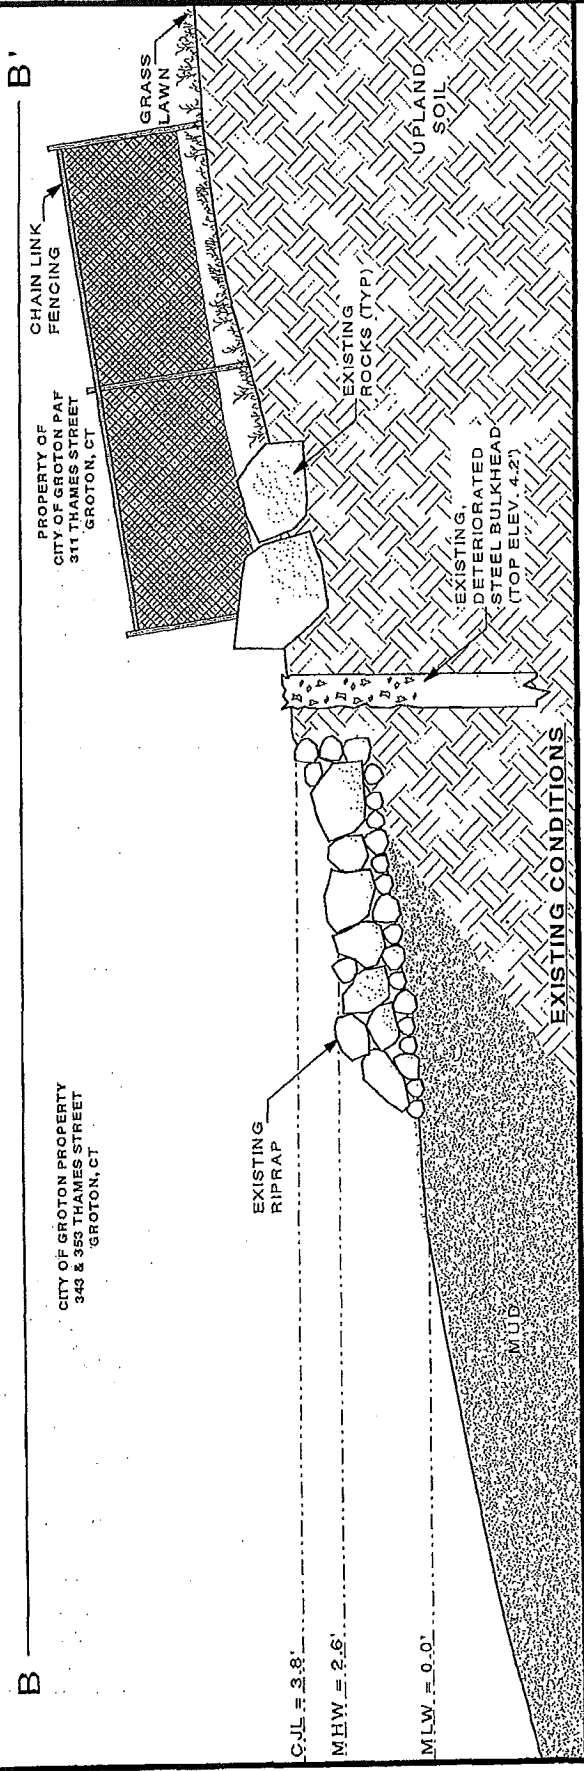 B
B'
CITY OF GROTON PROPERTY
343 & 353 THAMES STREET
GROTON, CT
PROPERTY OF
CITY OF GROTON PAF
311 THAMES STREET
GROTON, CT
CHAIN LINK
FENCING
GRASS
LAWN
EXISTING
RIPRAP
CJL = 3.8'
MHW = 2.6'
MLW = 0.0'
EXISTING
ROCKS (TYP)
UPLAND
SOIL
EXISTING
DETERIORATED
STEEL BULKHEAD
(TOP ELEV. 4.2')
MUD
EXISTING CONDITIONS